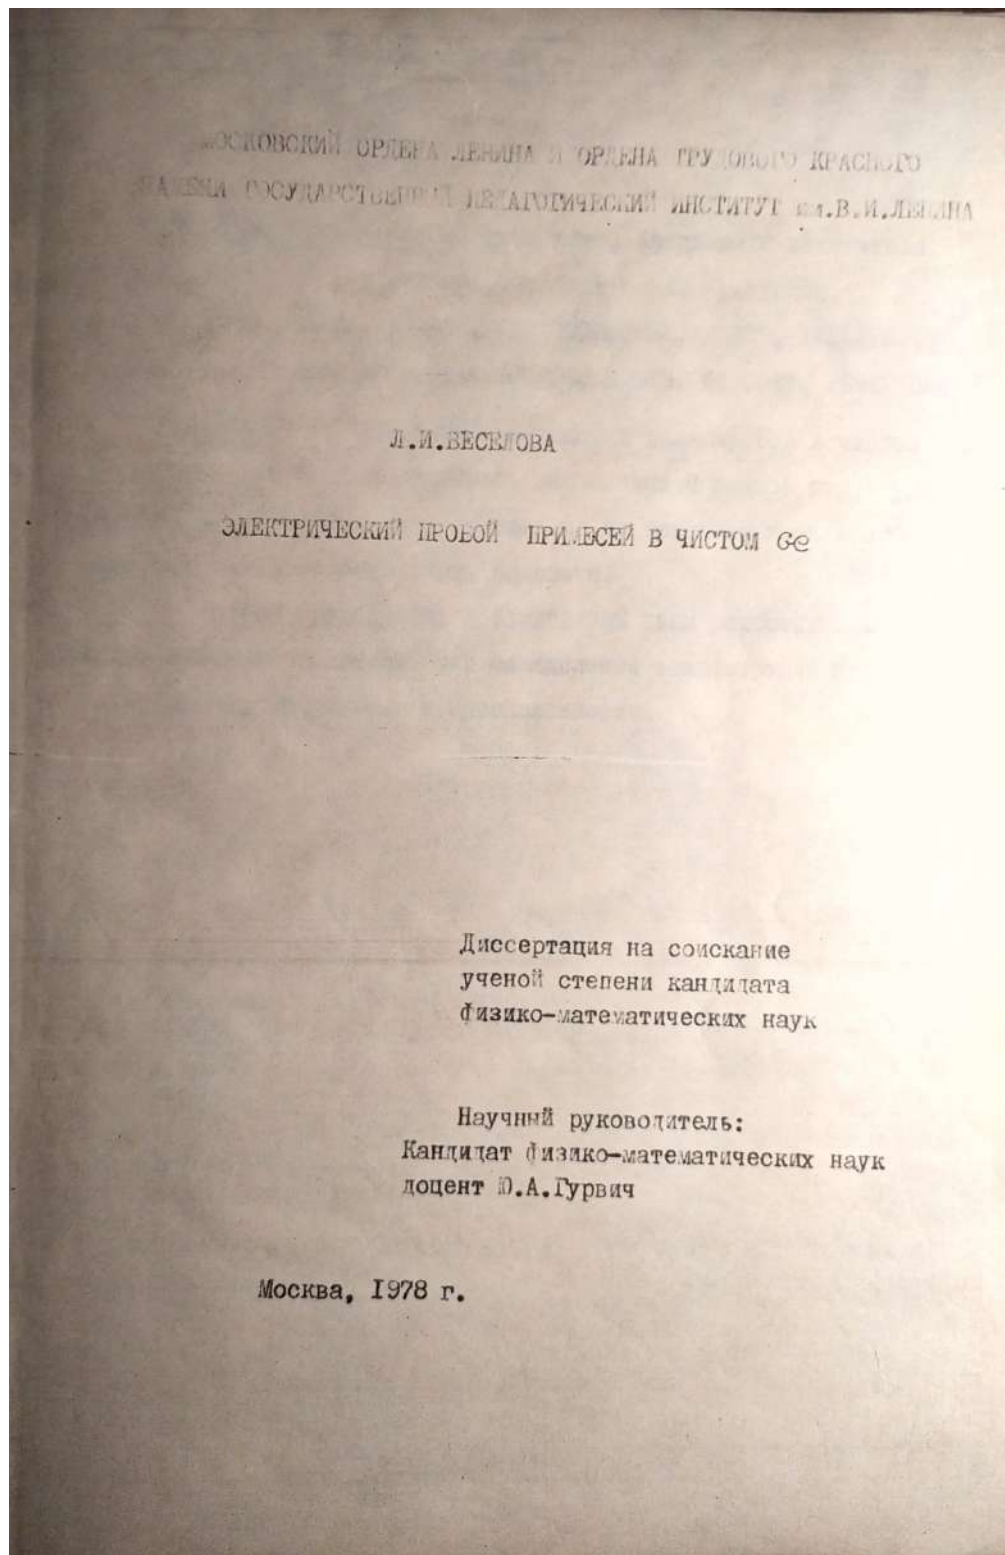 МОСКОВСКИЙ ОРДЕНА ЛЕНИНА И ОРДЕНА ТРУДОВОГО КРАСНОГО
ЗНАМЕНИ ГОСУДАРСТВЕННЫЙ ПЕДАГОГИЧЕСКИЙ ИНСТИТУТ им.В.И.ЛЕНИНА
Л.И.ВЕСЕЛОВА
ЭЛЕКТРИЧЕСКИЙ ПРОБОЙ ПРИМЕСЕЙ В ЧИСТОМ Ge
Диссертация на соискание
ученой степени кандидата
физико-математических наук
Научный руководитель:
Кандидат физико-математических наук
доцент Ю.А.Гурвич
Москва, 1978 г.